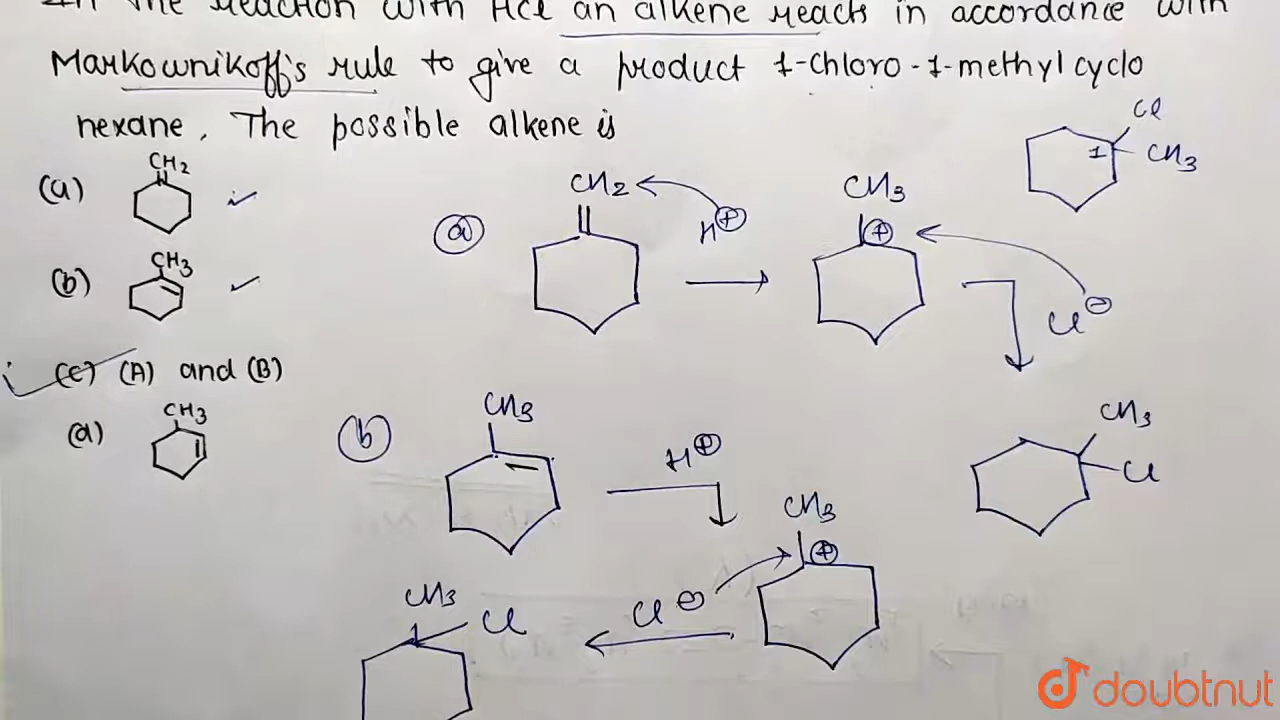 In the reaction with HCl an alkene reacts in accordance with
Markownikoff's rule to give a product 1-chloro-1-methyl cyclo
hexane. The possible alkene is
Cl
1
CH3
(a)
CH2
(b)
CH3
(c) (A) and (B)
(d)
CH3
(a)
CH2
H⊕
CH3
⊕
Cl⊖
CH3
Cl
(b)
CH3
H⊕
CH3
⊕
Cl⊖
CH3
Cl
doubtnut